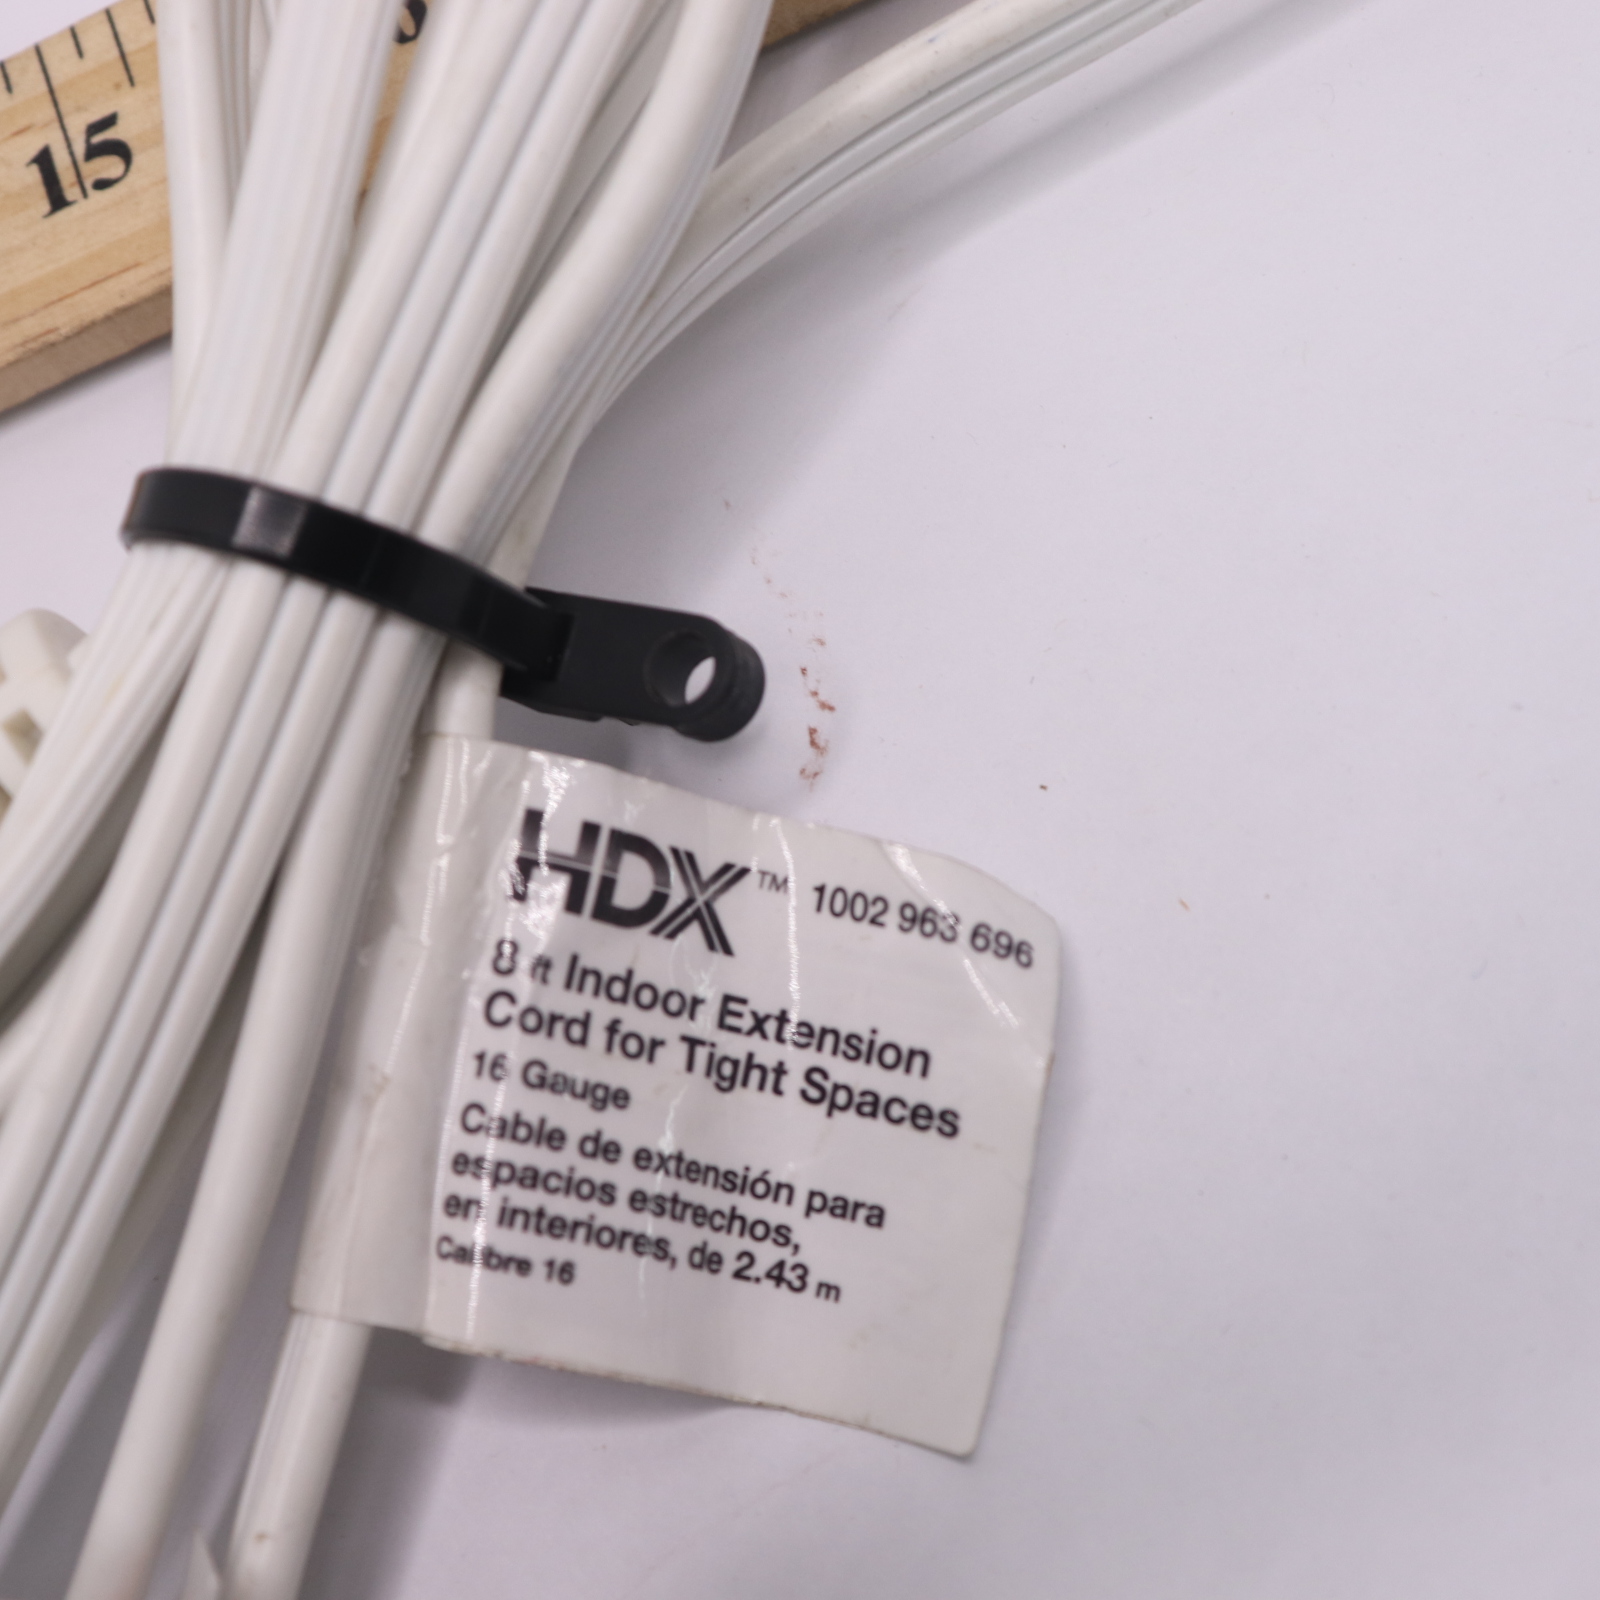 15
HDX™ 1002 963 696
8 ft Indoor Extension
Cord for Tight Spaces
16 Gauge
Cable de extensión para
espacios estrechos,
en interiores, de 2.43 m
Calibre 16